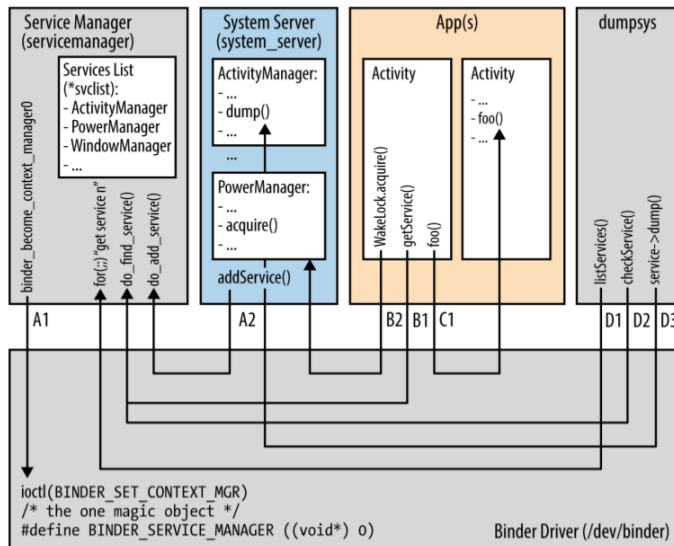 Service Manager
(servicemanager)
Services List
(*svclist):
- ActivityManager
- PowerManager
- WindowManager
- ...
binder_become_context_manager0
for(;;)"get service n"
do_find_service()
do_add_service()
System Server
(system_server)
ActivityManager:
- ...
- dump()
- ...
...
PowerManager:
- ...
- acquire()
- ...
addService()
App(s)
Activity
WakeLock.acquire()
getService()
foo()
Activity
- ...
- foo()
- ...
dumpsys
listServices()
checkService()
service->dump()
A1
A2
B2
B1
C1
D1
D2
D3
ioctl(BINDER_SET_CONTEXT_MGR)
/* the one magic object */
#define BINDER_SERVICE_MANAGER ((void*) 0)
Binder Driver (/dev/binder)